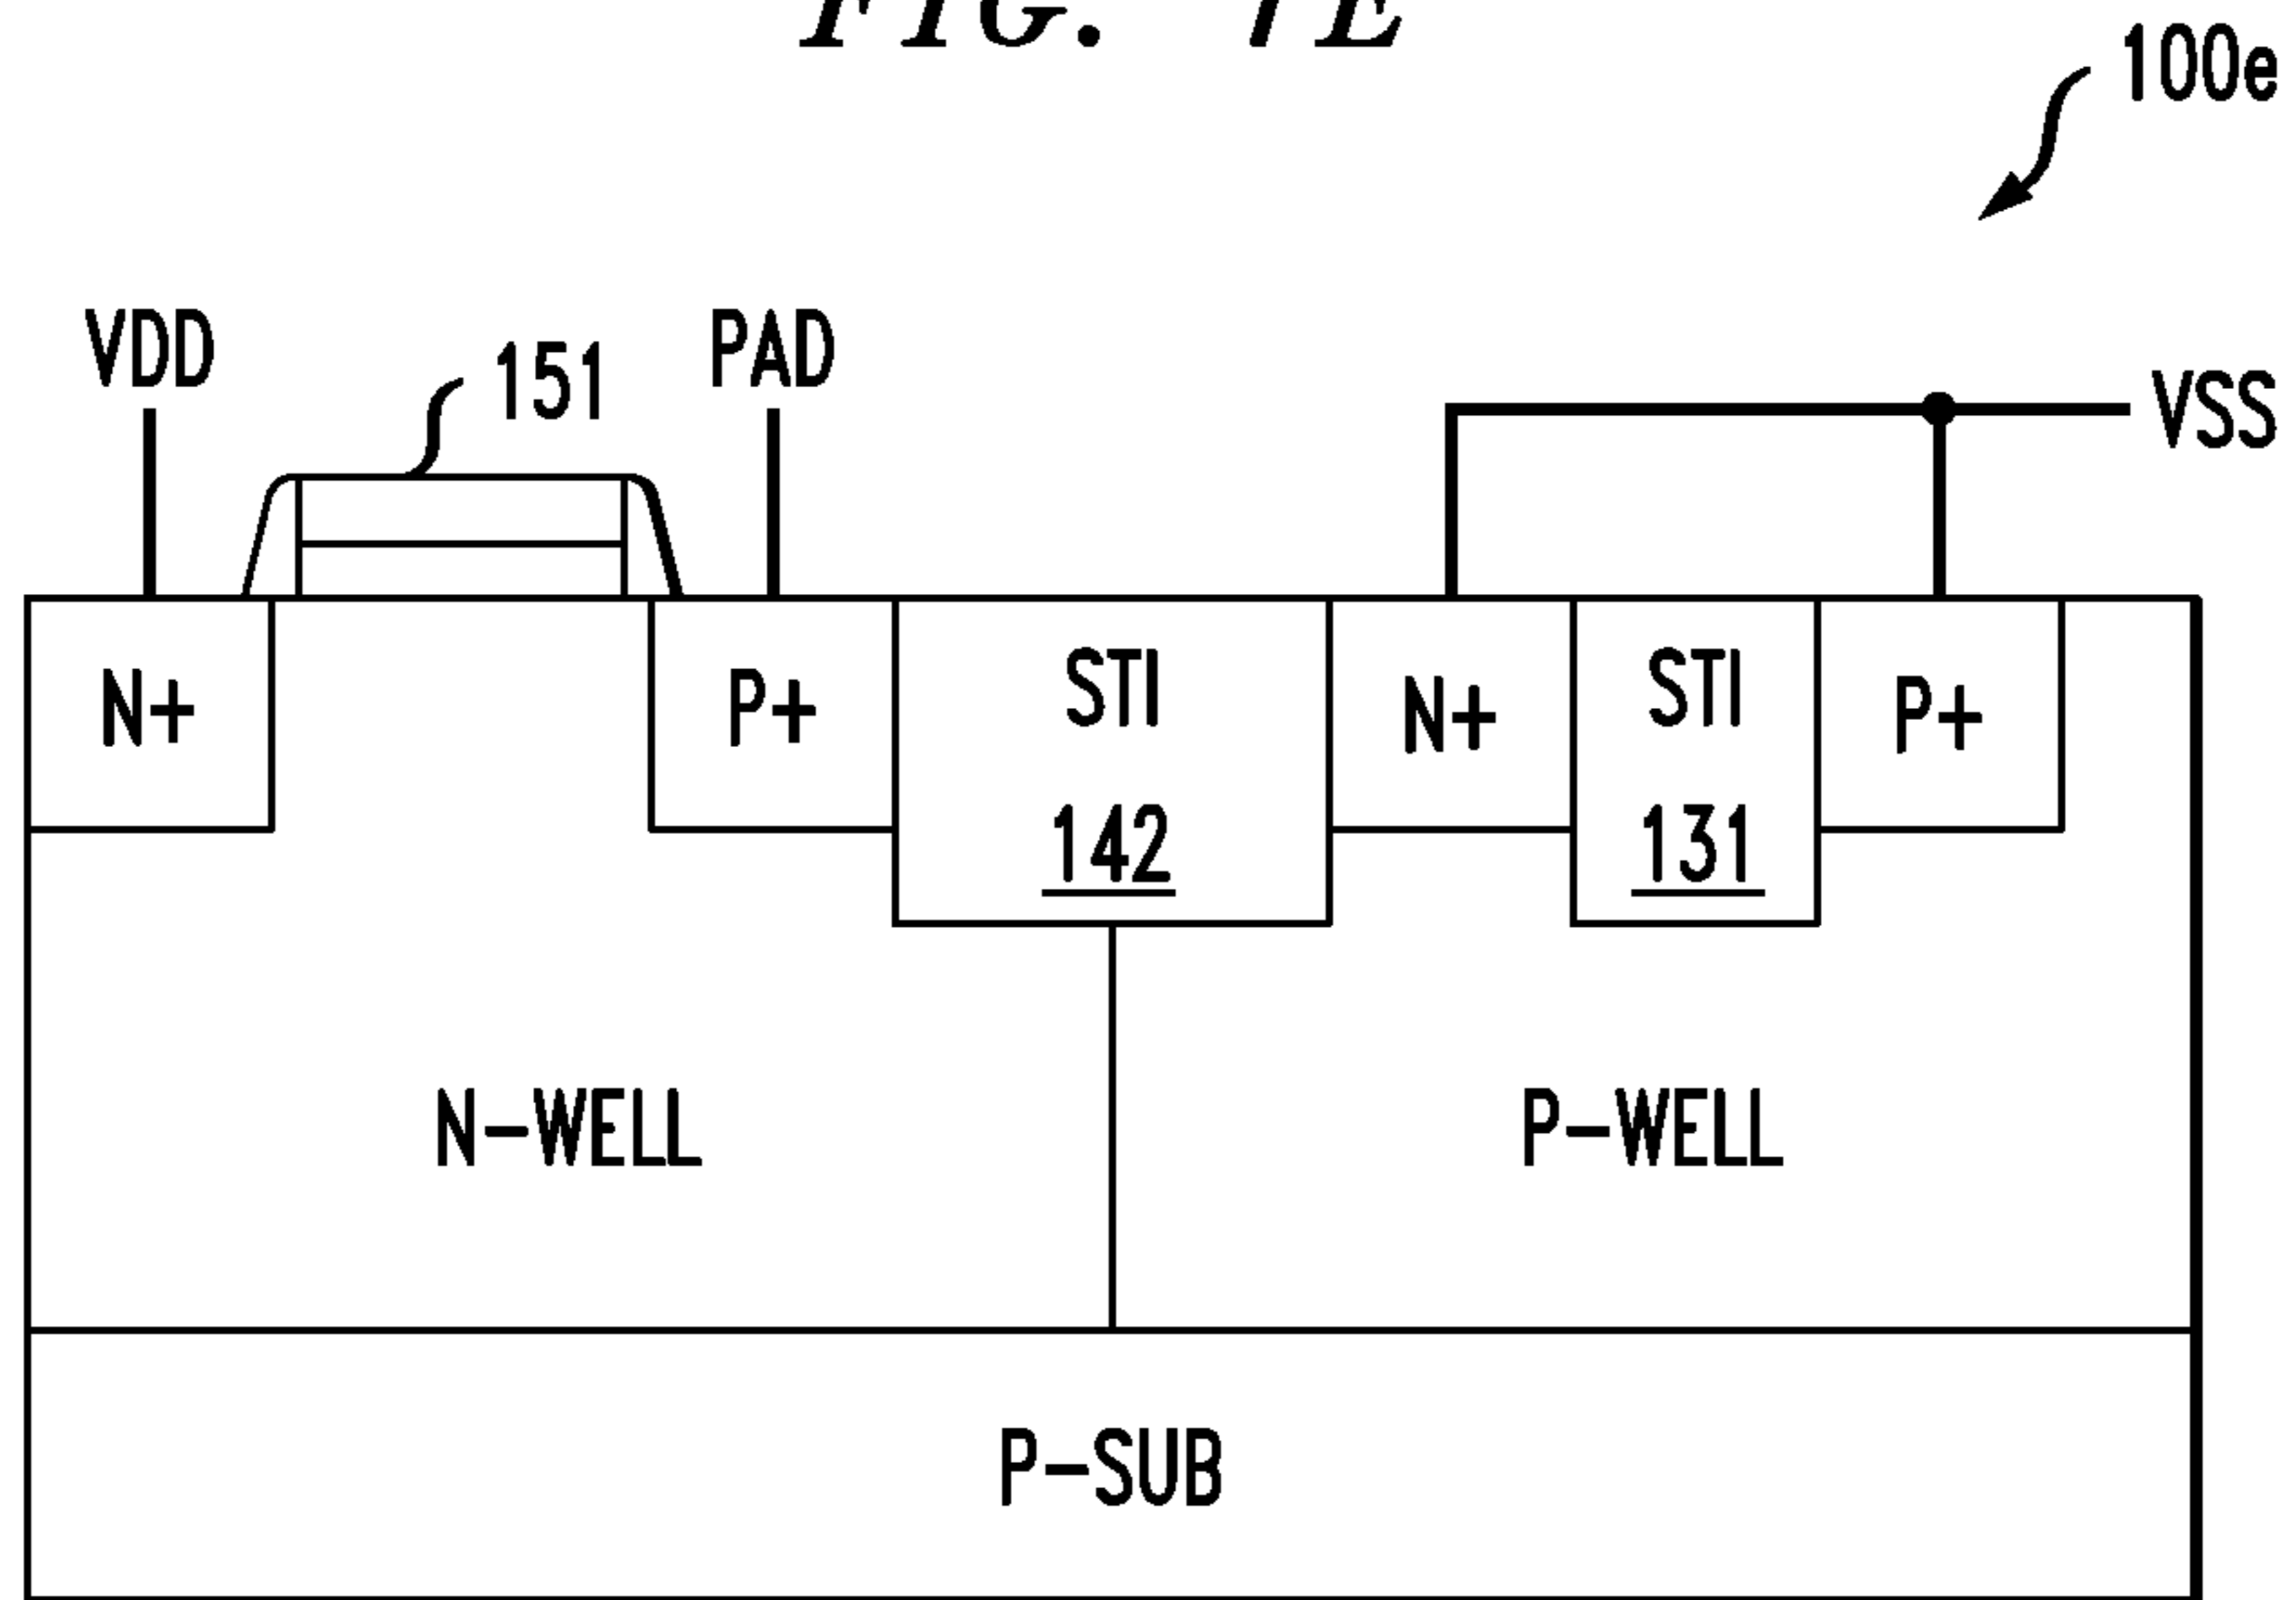 FIG. 1E
100e
VDD
151
PAD
VSS
N+
P+
STI
142
N+
STI
131
P+
N-WELL
P-WELL
P-SUB